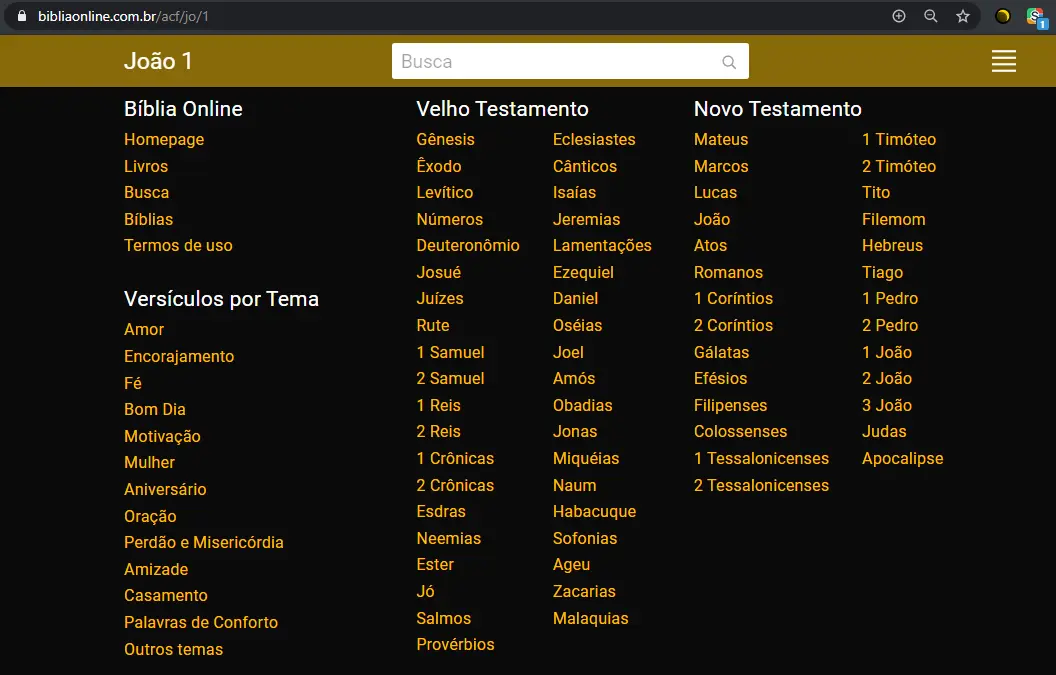 bibliaonline.com.br/acf/jo/1
1
João 1
Busca
Bíblia Online
Homepage
Livros
Busca
Bíblias
Termos de uso
Versículos por Tema
Amor
Encorajamento
Fé
Bom Dia
Motivação
Mulher
Aniversário
Oração
Perdão e Misericórdia
Amizade
Casamento
Palavras de Conforto
Outros temas
Velho Testamento
Gênesis
Êxodo
Levítico
Números
Deuteronômio
Josué
Juízes
Rute
1 Samuel
2 Samuel
1 Reis
2 Reis
1 Crônicas
2 Crônicas
Esdras
Neemias
Ester
Jó
Salmos
Provérbios
Eclesiastes
Cânticos
Isaías
Jeremias
Lamentações
Ezequiel
Daniel
Oséias
Joel
Amós
Obadias
Jonas
Miquéias
Naum
Habacuque
Sofonias
Ageu
Zacarias
Malaquias
Novo Testamento
Mateus
Marcos
Lucas
João
Atos
Romanos
1 Coríntios
2 Coríntios
Gálatas
Efésios
Filipenses
Colossenses
1 Tessalonicenses
2 Tessalonicenses
1 Timóteo
2 Timóteo
Tito
Filemom
Hebreus
Tiago
1 Pedro
2 Pedro
1 João
2 João
3 João
Judas
Apocalipse